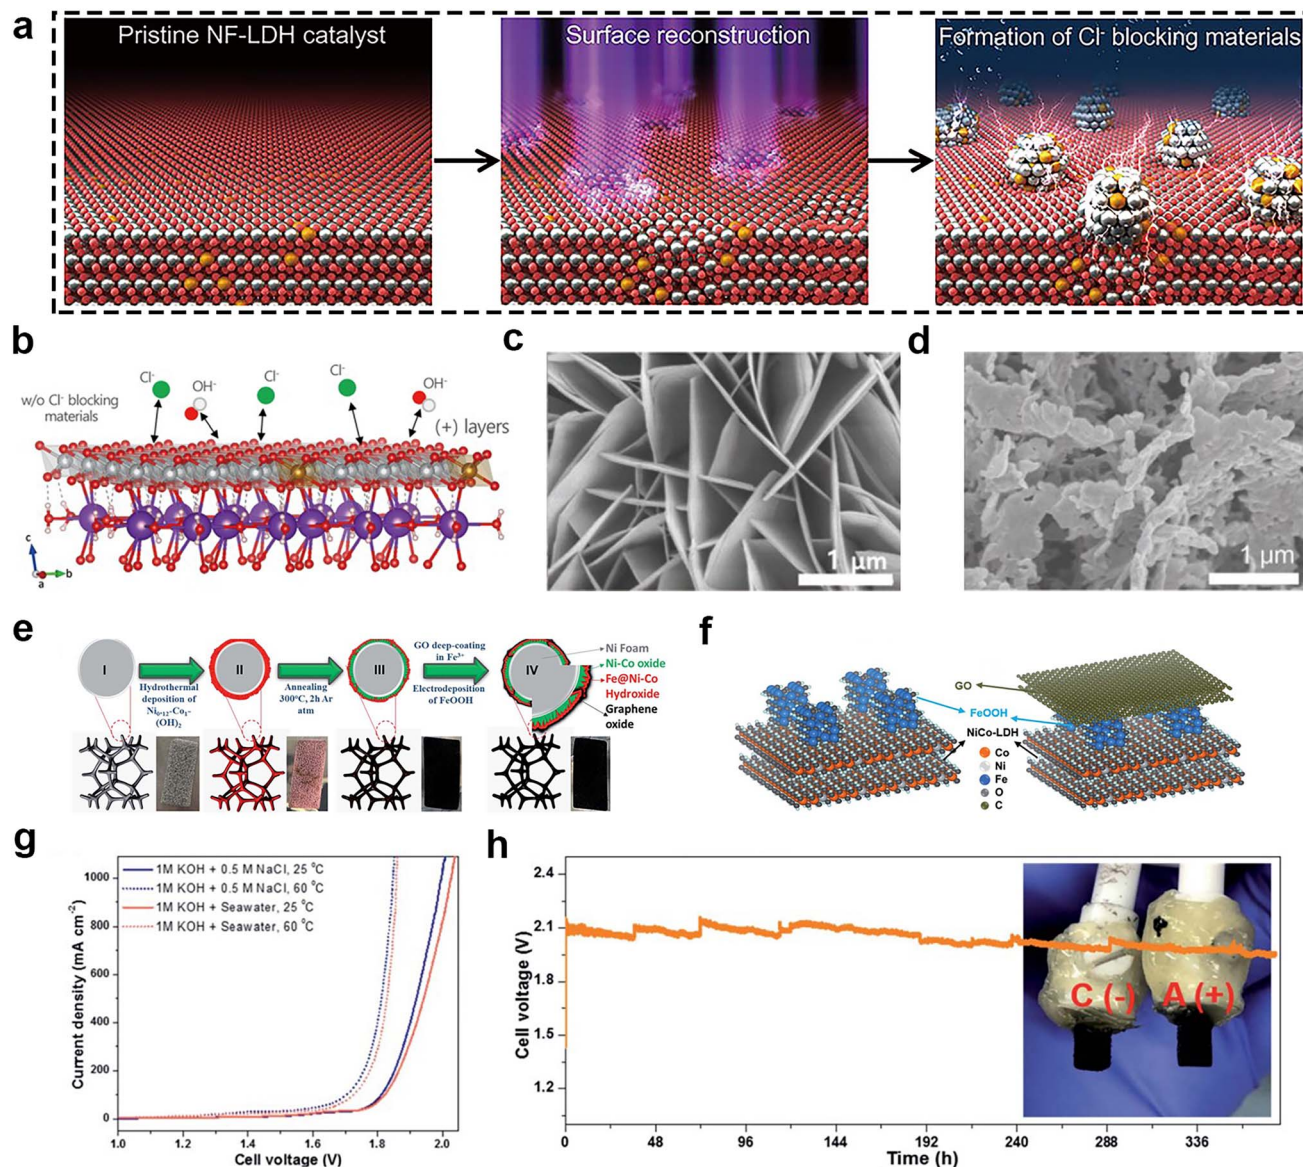 a
Pristine NF-LDH catalyst
Surface reconstruction
Formation of Cl⁻ blocking materials
b
w/o Cl⁻ blocking
materials
Cl⁻
OH⁻
Cl⁻
Cl⁻
OH⁻
(+) layers
c
a
b
c
1 μm
d
1 μm
e
I
II
III
IV
Hydrothermal
deposition of
Ni₀.₁₂-Co₁-
(OH)₂
Annealing
300°C, 2h Ar
atm
GO deep-coating
in Fe³⁺
Electrodeposition
of FeOOH
Ni Foam
Ni-Co oxide
Fe@Ni-Co
Hydroxide
Graphene
oxide
f
GO
FeOOH
NiCo-LDH
Co
Ni
Fe
O
C
g
1M KOH + 0.5 M NaCl, 25 °C
1M KOH + 0.5 M NaCl, 60 °C
1M KOH + Seawater, 25 °C
1M KOH + Seawater, 60 °C
Current density (mA cm⁻²)
1000
800
600
400
200
0
1.0 1.2 1.4 1.6 1.8 2.0
Cell voltage (V)
h
Cell voltage (V)
2.4
2.1
1.8
1.5
1.2
0 48 96 144 192 240 288 336
Time (h)
C (-)
A (+)